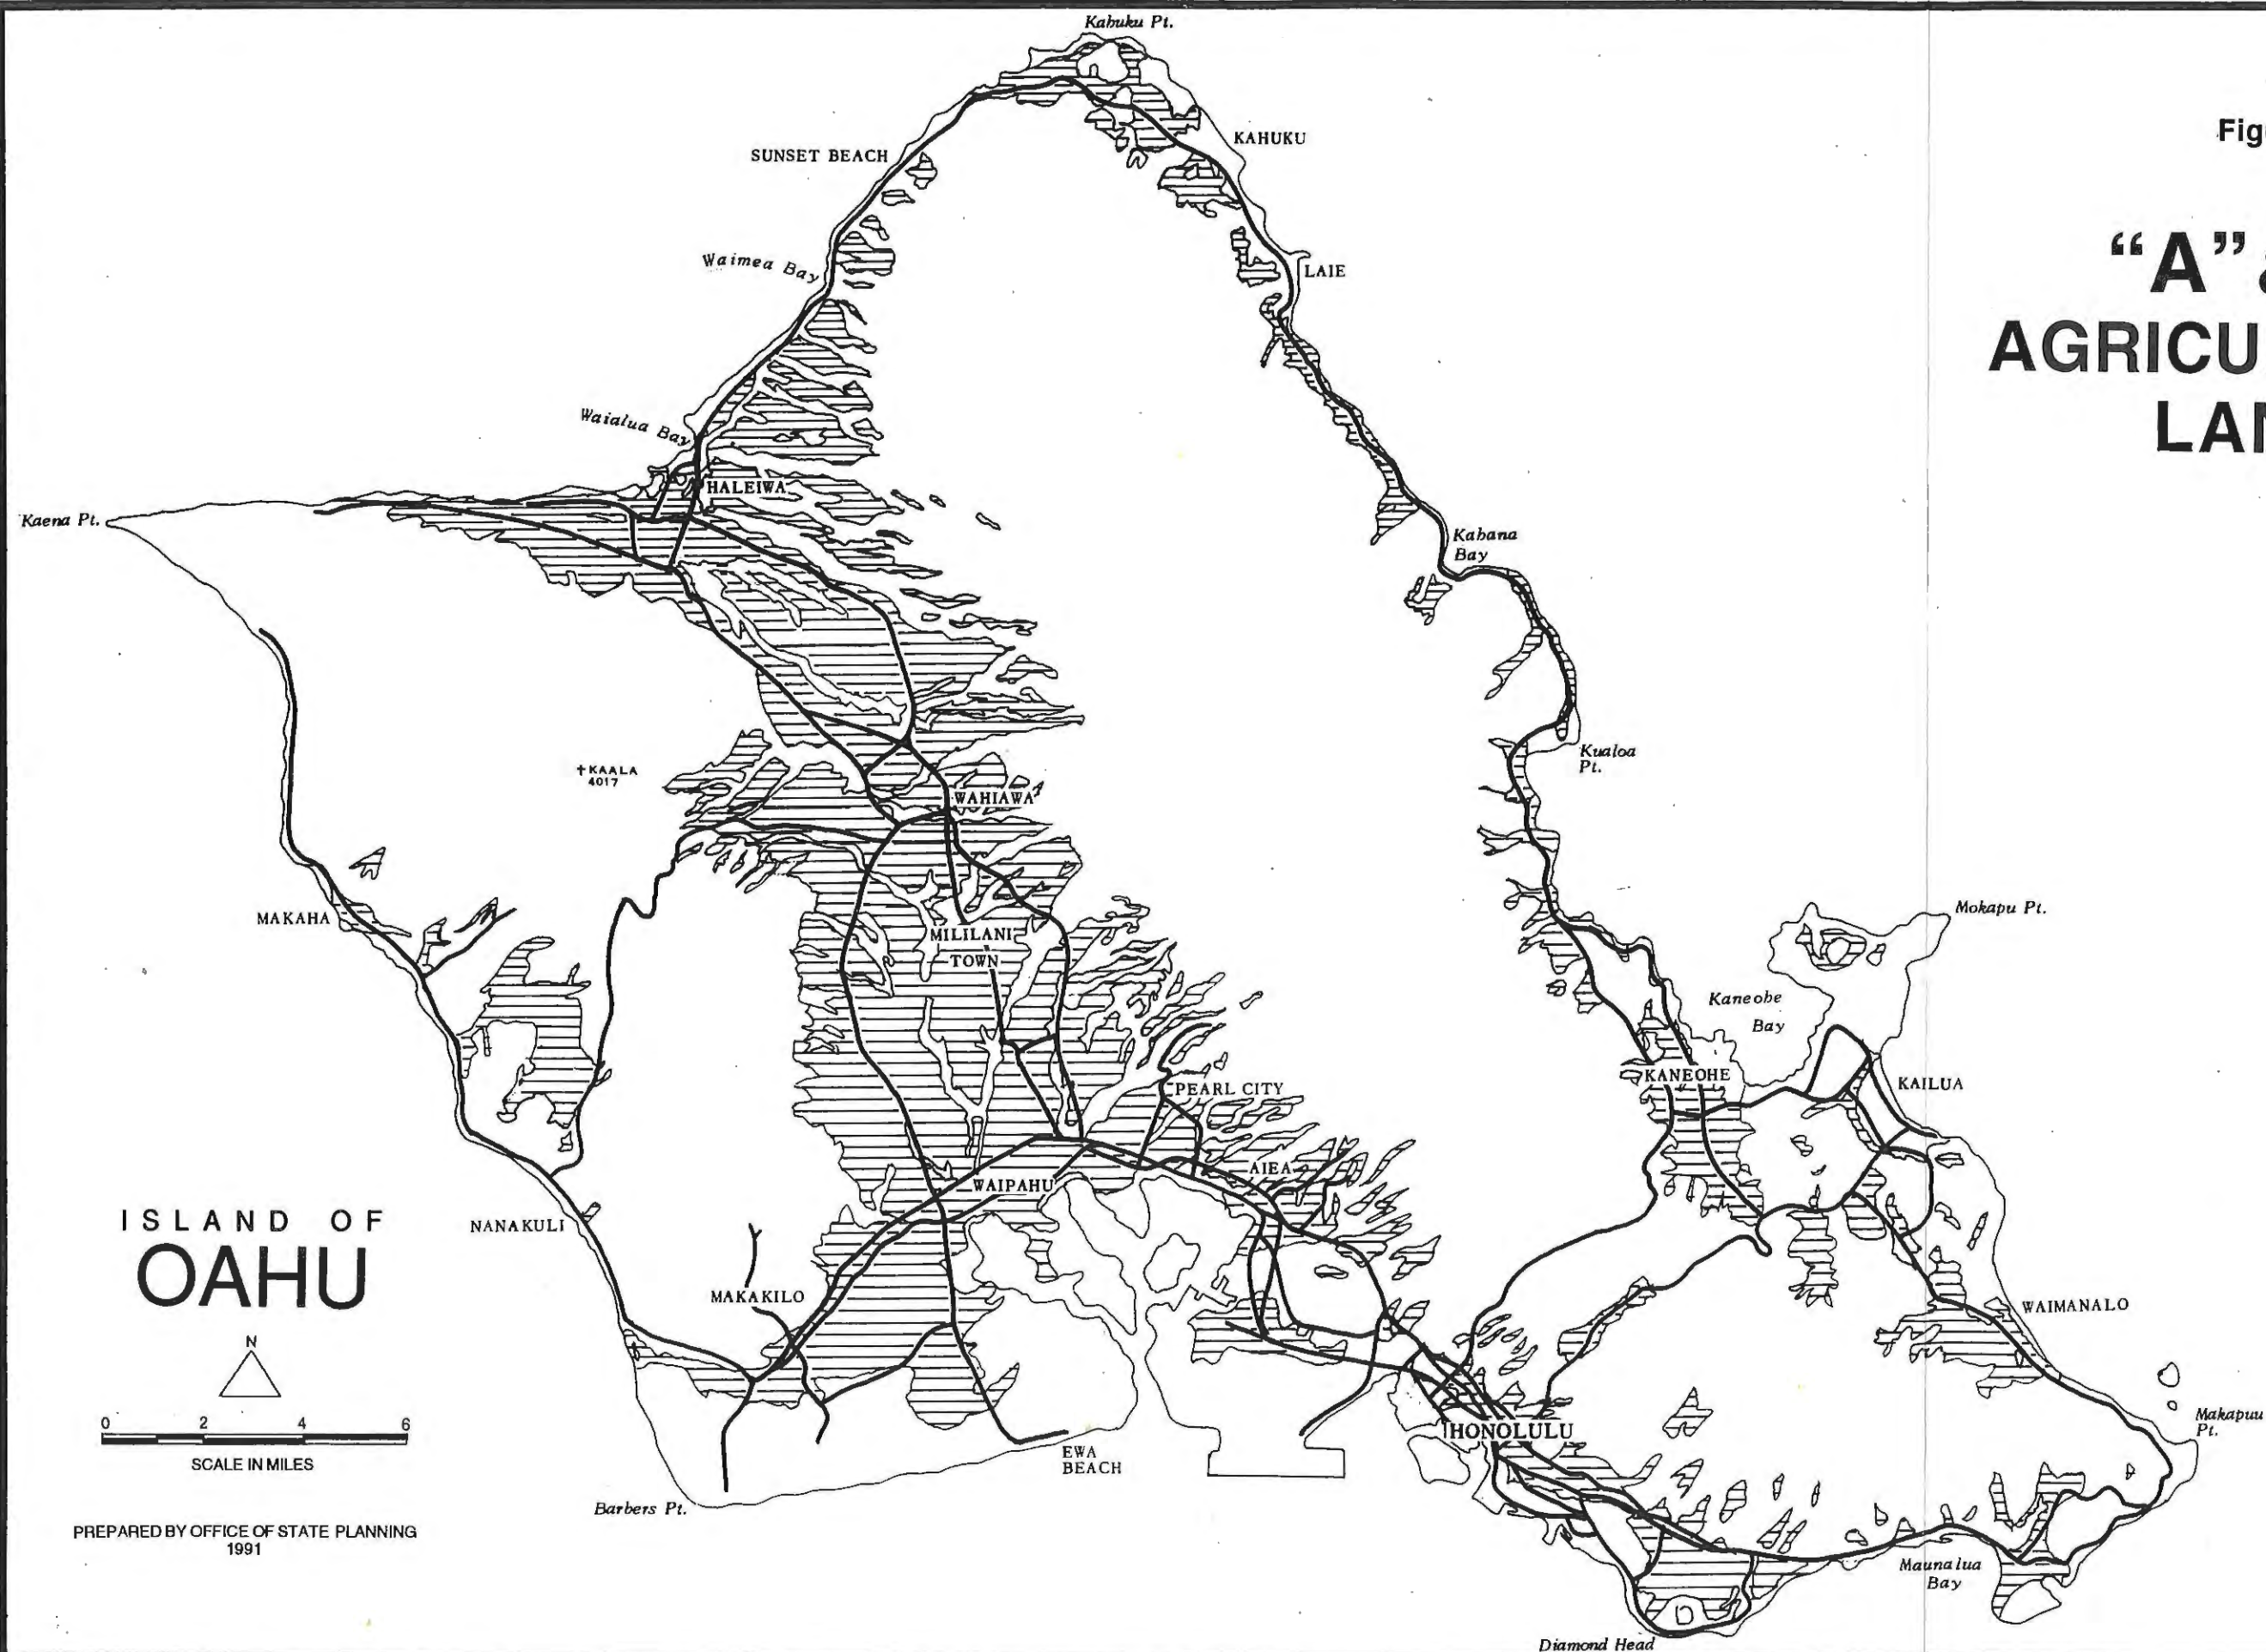 Kahuku Pt.
Fig
"A" &
AGRICU
LAN
KAHUKU
SUNSET BEACH
Waimea Bay
LAIE
Waialua Bay
HALEIWA
Kaena Pt.
Kahana
Bay
Kualoa
Pt.
+KAALA
4017
WAHIAWA
MAKAHA
MILILANI
TOWN
Mokapu Pt.
Kaneohe
Bay
KANEOHE
KAILUA
PEARL CITY
AIEA
WAIPAHU
ISLAND OF
OAHU
NANAKULI
MAKAKILO
WAIMANALO
N
0 2 4 6
SCALE IN MILES
Makapuu
Pt.
HONOLULU
EWA
BEACH
Barbers Pt.
PREPARED BY OFFICE OF STATE PLANNING
1991
Maunalua
Bay
Diamond Head